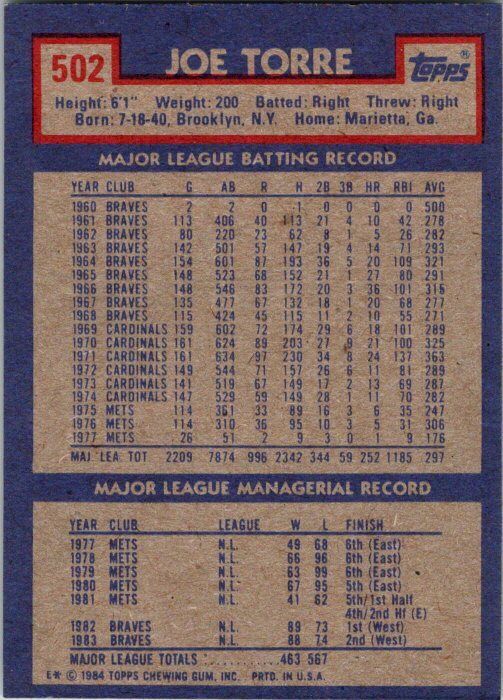 502 JOE TORRE topps®
Height: 6'1" Weight: 200 Batted: Right Threw: Right
Born: 7-18-40, Brooklyn, N.Y. Home: Marietta, Ga.
MAJOR LEAGUE BATTING RECORD
YEAR CLUB G AB R H 2B 3B HR RBI AVG
1960 BRAVES 2 2 0 1 0 0 0 0 500
1961 BRAVES 113 406 40 113 21 4 10 42 278
1962 BRAVES 80 220 23 62 8 1 5 26 282
1963 BRAVES 142 501 57 147 19 4 14 71 293
1964 BRAVES 154 601 87 193 36 5 20 109 321
1965 BRAVES 148 523 68 152 21 1 27 80 291
1966 BRAVES 148 546 83 172 20 3 36 101 315
1967 BRAVES 135 477 67 132 18 1 20 68 277
1968 BRAVES 115 424 45 115 11 2 10 55 271
1969 CARDINALS 159 602 72 174 29 6 18 101 289
1970 CARDINALS 161 624 89 203 27 9 21 100 325
1971 CARDINALS 161 634 97 230 34 8 24 137 363
1972 CARDINALS 149 544 71 157 26 6 11 81 289
1973 CARDINALS 141 519 67 149 17 2 13 69 287
1974 CARDINALS 147 529 59 149 28 1 11 70 282
1975 METS 114 361 33 89 16 3 6 35 247
1976 METS 114 310 36 95 10 3 5 31 306
1977 METS 26 51 2 9 3 0 1 9 176
MAJ. LEA. TOT. 2209 7874 996 2342 344 59 252 1185 297
MAJOR LEAGUE MANAGERIAL RECORD
YEAR CLUB LEAGUE W L FINISH
1977 METS N.L. 49 68 6th (East)
1978 METS N.L. 66 96 6th (East)
1979 METS N.L. 63 99 6th (East)
1980 METS N.L. 67 95 5th (East)
1981 METS N.L. 41 62 5th/1st Half
4th/2nd Hf (E)
1982 BRAVES N.L. 89 73 1st (West)
1983 BRAVES N.L. 88 74 2nd (West)
MAJOR LEAGUE TOTALS ............... 463 567
E* © 1984 TOPPS CHEWING GUM, INC. PRTD. IN U.S.A.